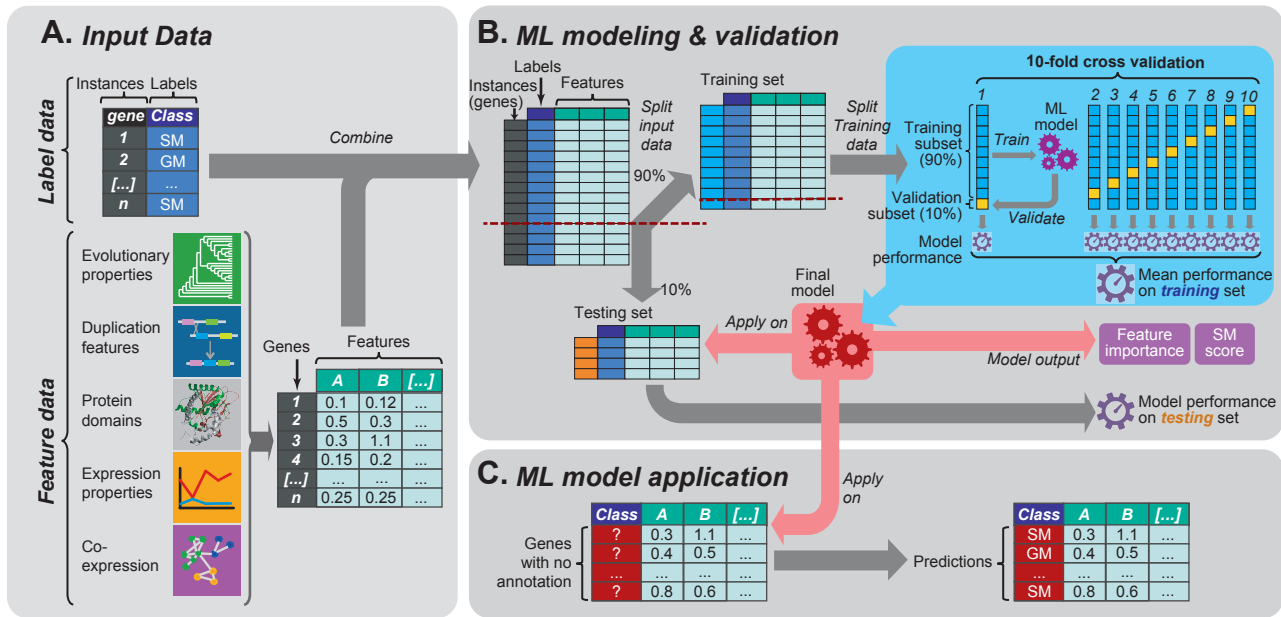 A. Input Data
Instances Labels
gene Class
1 SM
2 GM
[...] ...
n SM
Label data
Combine
Feature data
Evolutionary
properties
Duplication
features
Protein
domains
Expression
properties
Co-
expression
Genes
Features
A B [...]
1 0.1 0.12 ...
2 0.5 0.3 ...
3 0.3 1.1 ...
4 0.15 0.2 ...
[...] ... ... ...
n 0.25 0.25 ...
B. ML modeling & validation
Labels
Instances
(genes)
Features
Split
input
data
90%
10%
Training set
Split
Training
data
Testing set
10-fold cross validation
1 2 3 4 5 6 7 8 9 10
Training
subset
(90%)
Train
ML
model
Validation
subset (10%)
Validate
Model
performance
Mean performance
on training set
Final
model
Apply on
Model output
Feature
importance
SM
score
Model performance
on testing set
C. ML model application
Apply
on
Genes
with no
annotation
Class A B [...]
? 0.3 1.1 ...
? 0.4 0.5 ...
... ... ... ...
? 0.8 0.6 ...
Predictions
Class A B [...]
SM 0.3 1.1 ...
GM 0.4 0.5 ...
... ... ... ...
SM 0.8 0.6 ...